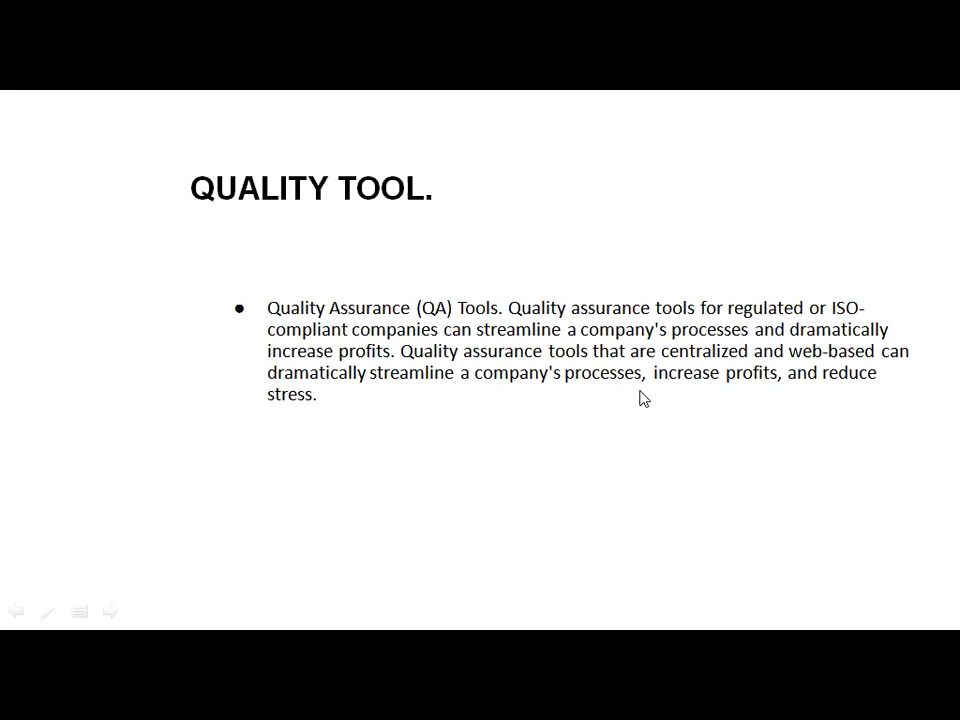 QUALITY TOOL.
● Quality Assurance (QA) Tools. Quality assurance tools for regulated or ISO-
compliant companies can streamline a company's processes and dramatically
increase profits. Quality assurance tools that are centralized and web-based can
dramatically streamline a company's processes, increase profits, and reduce
stress.